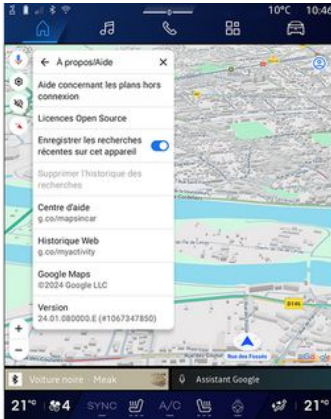 10°C 10:46
À propos/Aide
Aide concernant les plans hors
connexion
Licences Open Source
Enregistrer les recherches
récentes sur cet appareil
Supprimer l'historique des
recherches
Centre d'aide
g.co/mapsincar
Historique Web
g.co/myactivity
Google Maps
©2024 Google LLC
Version
24.01.080000.E (#1067347850)
D146
Rue des Fossés
Google
Voiture noire · Meak
Assistant Google
21° 4 SYNC A/C 21°